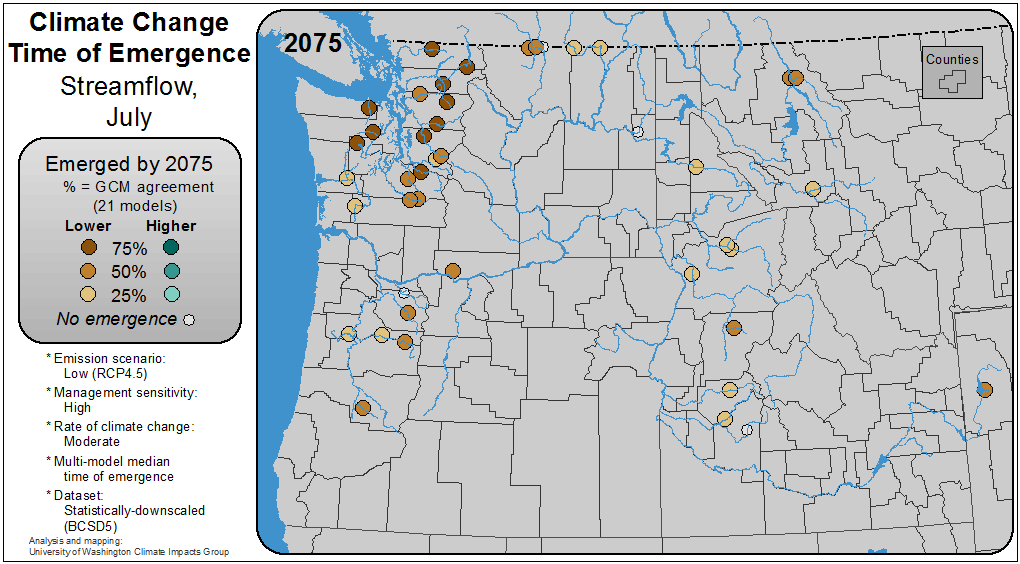 Climate Change
Time of Emergence
Streamflow,
July
Emerged by 2075
% = GCM agreement
(21 models)
Lower Higher
75%
50%
25%
No emergence
* Emission scenario:
Low (RCP4.5)
* Management sensitivity:
High
* Rate of climate change:
Moderate
* Multi-model median
time of emergence
* Dataset:
Statistically-downscaled
(BCSD5)
Analysis and mapping:
University of Washington Climate Impacts Group
2075
Counties